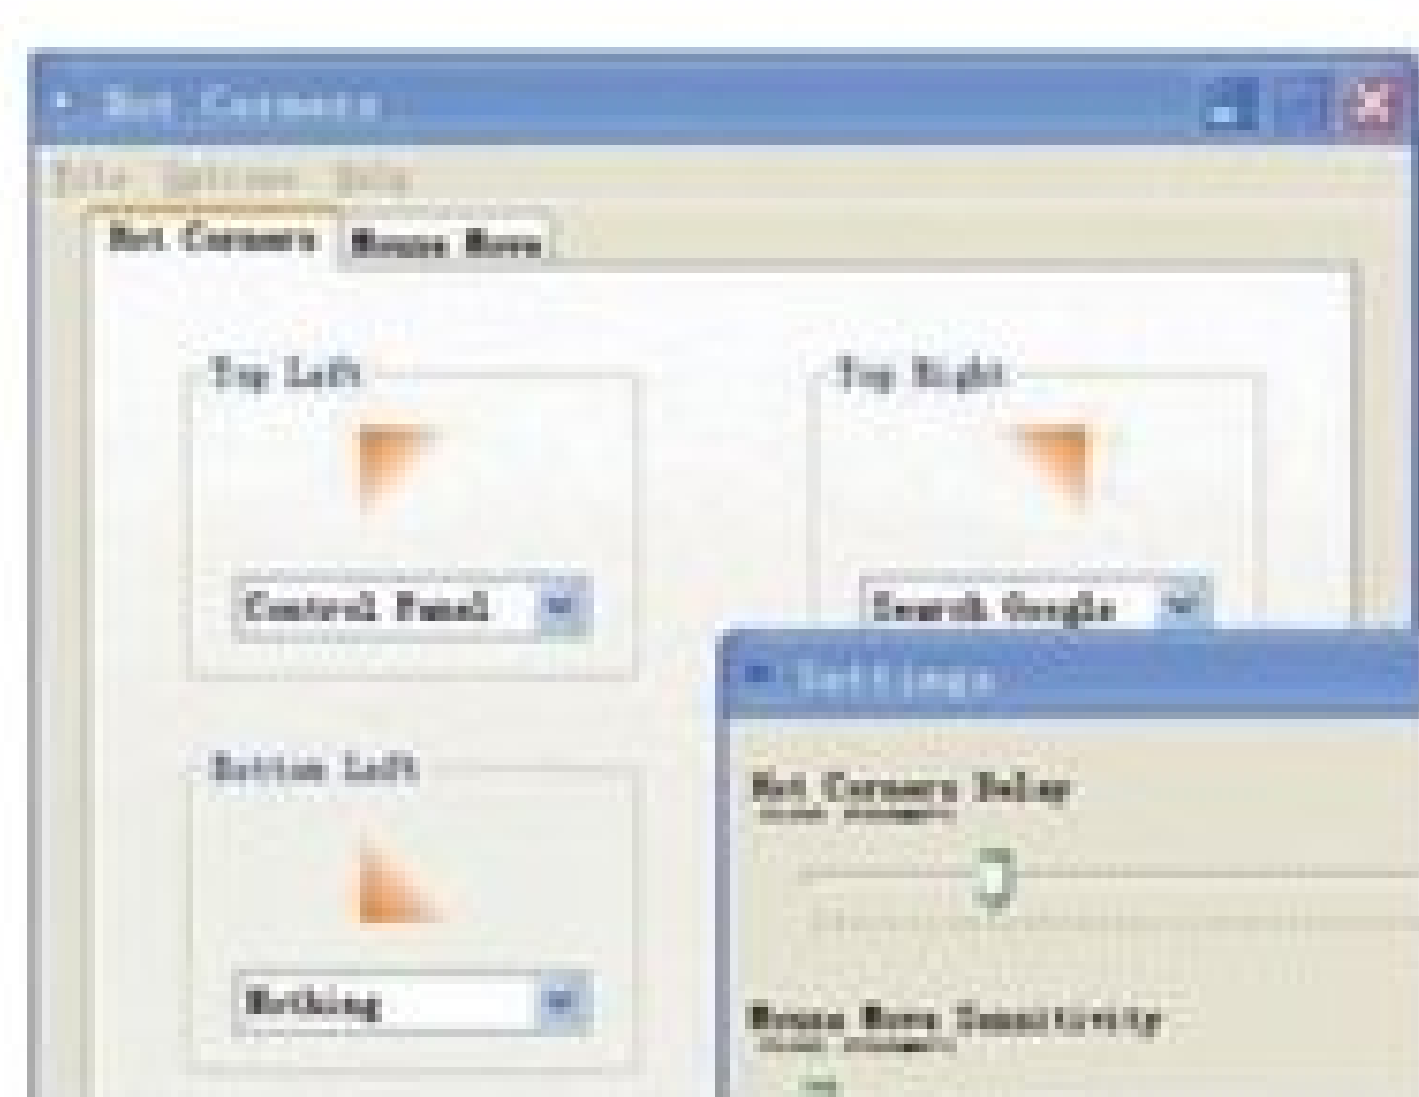 Hot Corners
File Options Help
Hot Corners Mouse Move
Top Left
Top Right
Control Panel
Search Google
Settings
Bottom Left
Hot Corners Delay
Nothing
Mouse Move Sensitivity